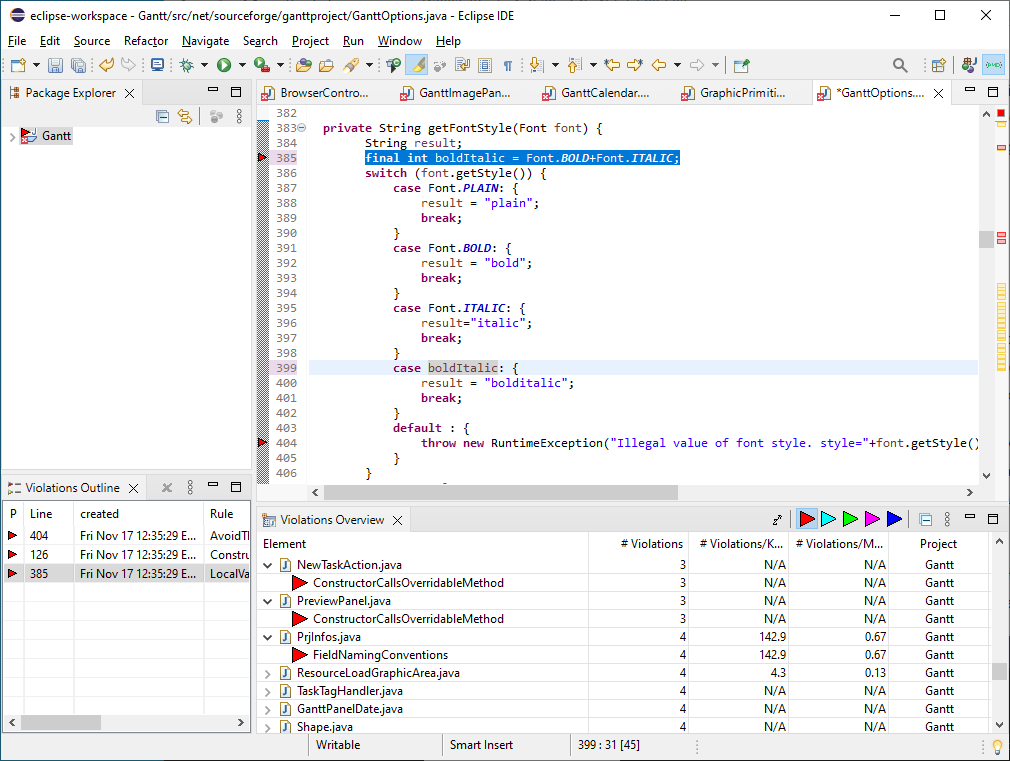 eclipse-workspace - Gantt/src/net/sourceforge/ganttproject/GanttOptions.java - Eclipse IDE
File Edit Source Refactor Navigate Search Project Run Window Help
Package Explorer
Gantt
BrowserContro... GanttImagePan... GanttCalendar.... GraphicPrimiti... *GanttOptions....
382
383 private String getFontStyle(Font font) {
384 String result;
385 final int boldItalic = Font.BOLD+Font.ITALIC;
386 switch (font.getStyle()) {
387 case Font.PLAIN: {
388 result = "plain";
389 break;
390 }
391 case Font.BOLD: {
392 result = "bold";
393 break;
394 }
395 case Font.ITALIC: {
396 result="italic";
397 break;
398 }
399 case boldItalic: {
400 result = "bolditalic";
401 break;
402 }
403 default : {
404 throw new RuntimeException("Illegal value of font style. style="+font.getStyle()
405 }
406 }
Violations Outline
P Line created Rule
404 Fri Nov 17 12:35:29 E... AvoidTl
126 Fri Nov 17 12:35:29 E... Constru
385 Fri Nov 17 12:35:29 E... LocalVa
Violations Overview
Element # Violations # Violations/K... # Violations/M... Project
NewTaskAction.java 3 N/A N/A Gantt
ConstructorCallsOverridableMethod 3 N/A N/A Gantt
PreviewPanel.java 3 N/A N/A Gantt
ConstructorCallsOverridableMethod 3 N/A N/A Gantt
PrjInfos.java 4 142.9 0.67 Gantt
FieldNamingConventions 4 142.9 0.67 Gantt
ResourceLoadGraphicArea.java 4 4.3 0.13 Gantt
TaskTagHandler.java 4 N/A N/A Gantt
GanttPanelDate.java 4 N/A N/A Gantt
Shape.java 4 N/A N/A Gantt
Writable Smart Insert 399 : 31 [45]